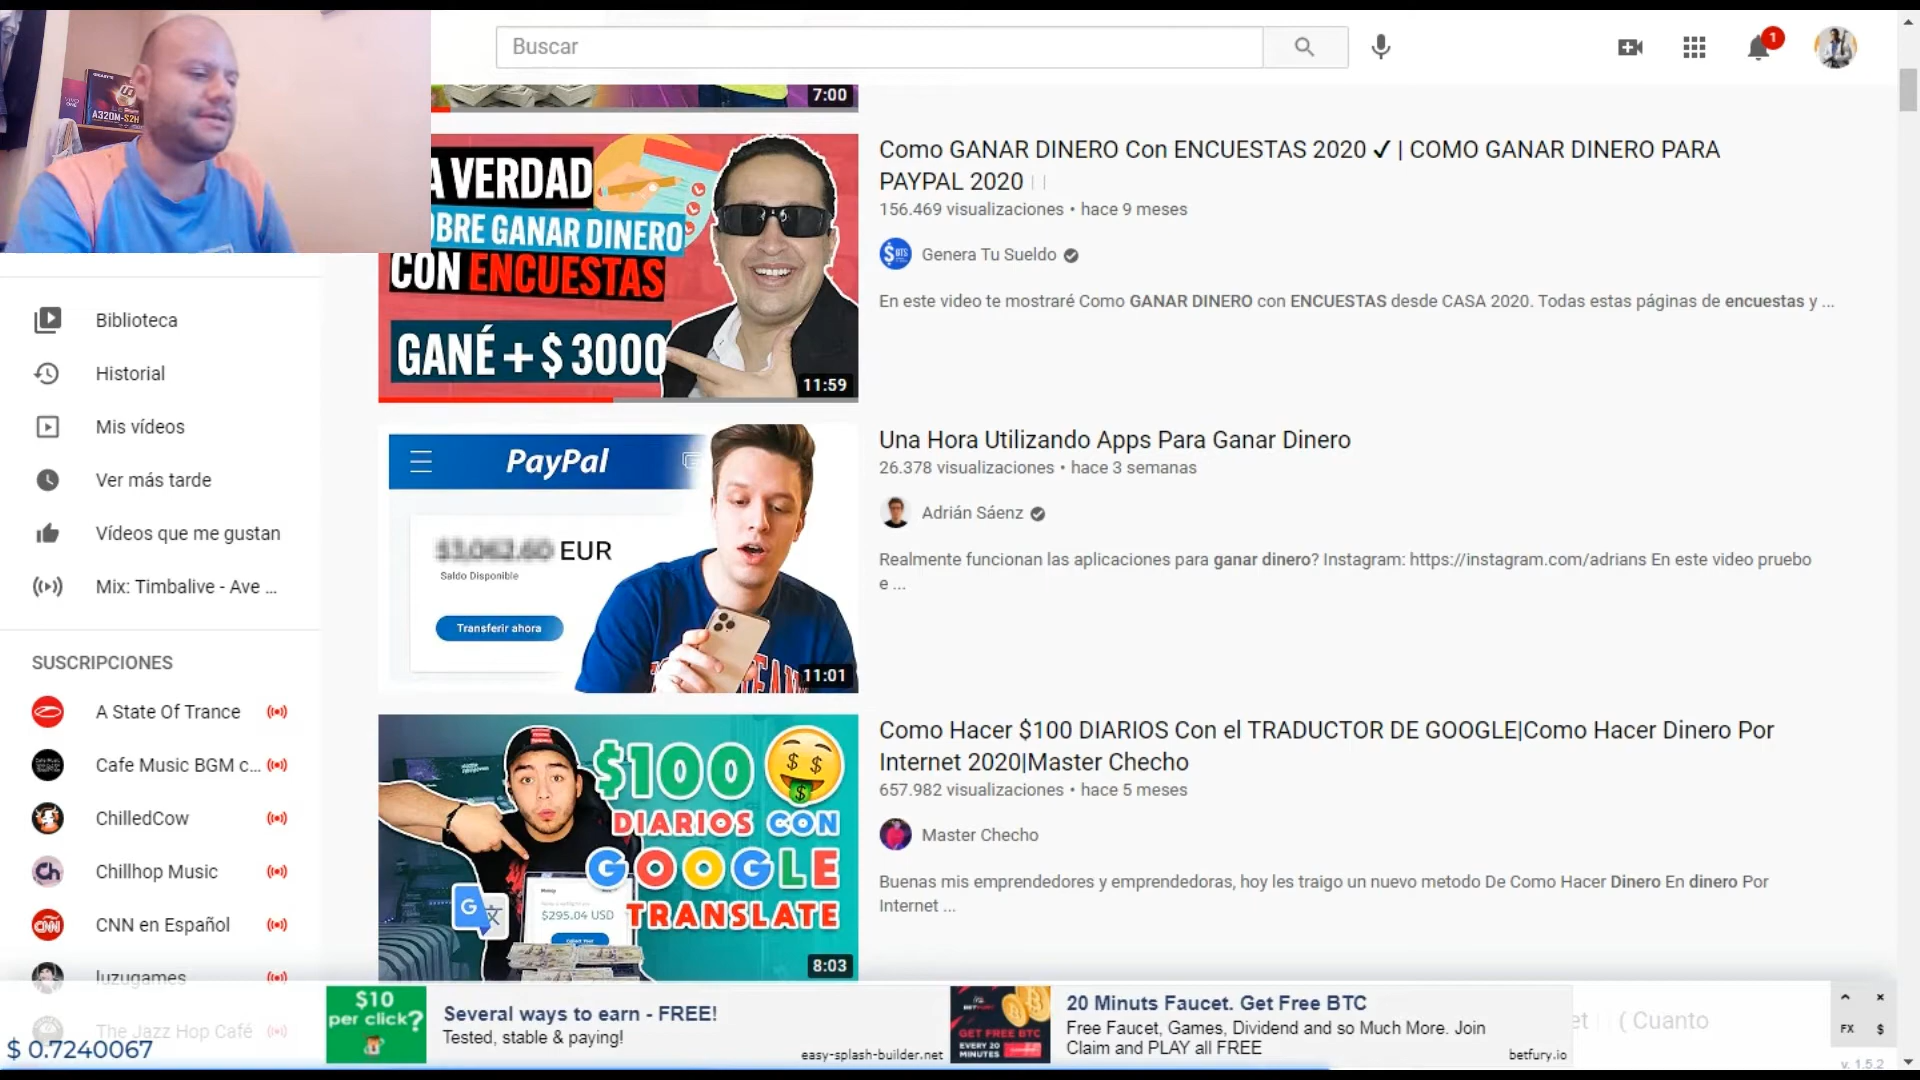 Buscar
1
GIGABYTE
A320M-S2H
7:00
Como GANAR DINERO Con ENCUESTAS 2020 ✔ | COMO GANAR DINERO PARA
PAYPAL 2020
156.469 visualizaciones • hace 9 meses
Genera Tu Sueldo
En este video te mostraré Como GANAR DINERO con ENCUESTAS desde CASA 2020. Todas estas páginas de encuestas y ...
A VERDAD
OBRE GANAR DINERO
CON ENCUESTAS
GANÉ + $ 3000
11:59
Biblioteca
Historial
Mis vídeos
Ver más tarde
Vídeos que me gustan
Mix: Timbalive - Ave ...
SUSCRIPCIONES
A State Of Trance
Cafe Music BGM c...
ChilledCow
Chillhop Music
CNN en Español
luzugames
The Jazz Hop Café
PayPal
$3,062.60 EUR
Saldo Disponible
Transferir ahora
11:01
Una Hora Utilizando Apps Para Ganar Dinero
26.378 visualizaciones • hace 3 semanas
Adrián Sáenz
Realmente funcionan las aplicaciones para ganar dinero? Instagram: https://instagram.com/adrians En este video pruebo
e ...
$100
DIARIOS CON
GOOGLE
TRANSLATE
$295.04 USD
8:03
Como Hacer $100 DIARIOS Con el TRADUCTOR DE GOOGLE|Como Hacer Dinero Por
Internet 2020|Master Checho
657.982 visualizaciones • hace 5 meses
Master Checho
Buenas mis emprendedores y emprendedoras, hoy les traigo un nuevo metodo De Como Hacer Dinero En dinero Por
Internet ...
$ 0.7240067
$10
per click?
Several ways to earn - FREE!
Tested, stable & paying!
easy-splash-builder.net
GET FREE BTC
EVERY 20
MINUTES
20 Minuts Faucet. Get Free BTC
Free Faucet, Games, Dividend and so Much More. Join
Claim and PLAY all FREE
betfury.io
et ( Cuanto
FX $
v. 1.5.2